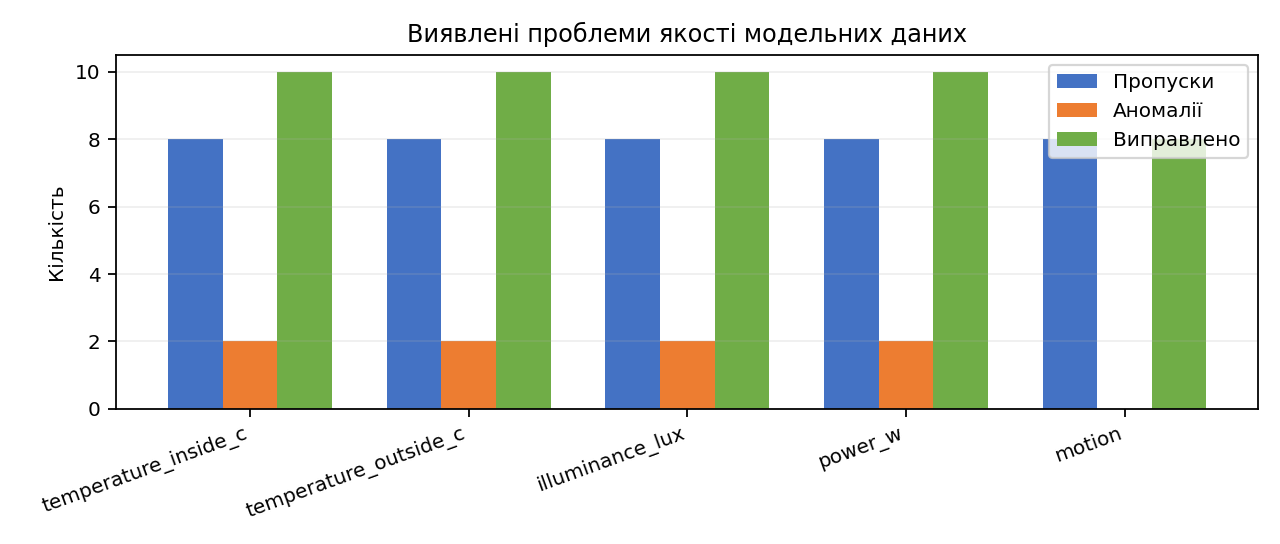 Виявлені проблеми якості модельних даних
Пропуски
Аномалії
Виправлено
Кількість
10
8
6
4
2
0
temperature_inside_c
temperature_outside_c
illuminance_lux
power_w
motion